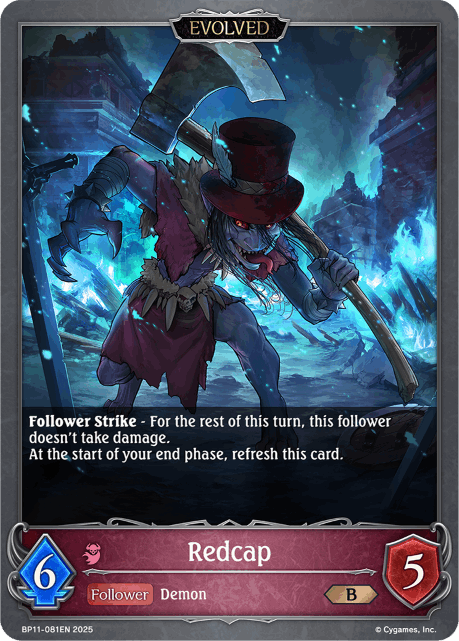 EVOLVED
Follower Strike - For the rest of this turn, this follower
doesn't take damage.
At the start of your end phase, refresh this card.
Redcap
6
Follower Demon
B
5
BP11-081EN 2025
© Cygames, Inc.